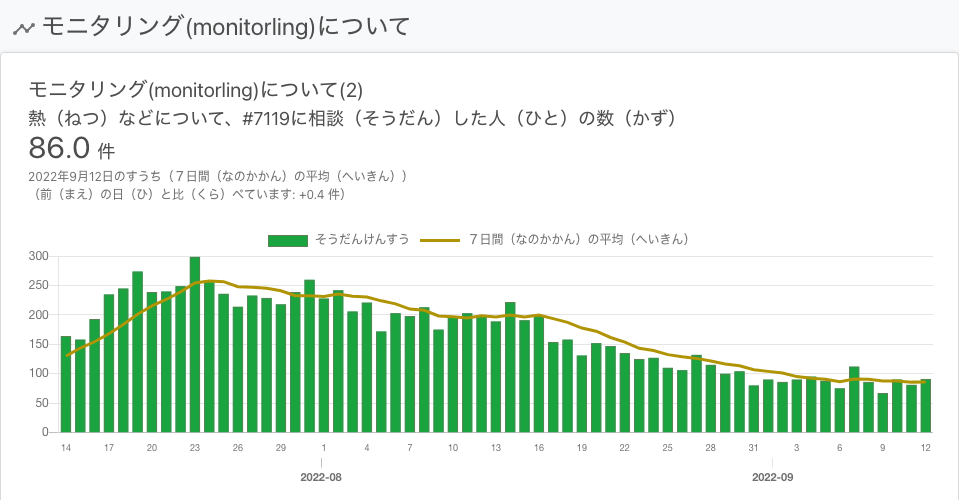 モニタリング(monitorling)について
モニタリング(monitorling)について(2)
熱（ねつ）などについて、#7119に相談（そうだん）した人（ひと）の数（かず）
86.0 件
2022年9月12日のすうち（７日間（なのかかん）の平均（へいきん））
（前（まえ）の日（ひ）と比（くら）べています: +0.4 件）
そうだんけんすう ７日間（なのかかん）の平均（へいきん）
300
250
200
150
100
50
0
14 17 20 23 26 29 1 4 7 10 13 16 19 22 25 28 31 3 6 9 12
2022-08 2022-09